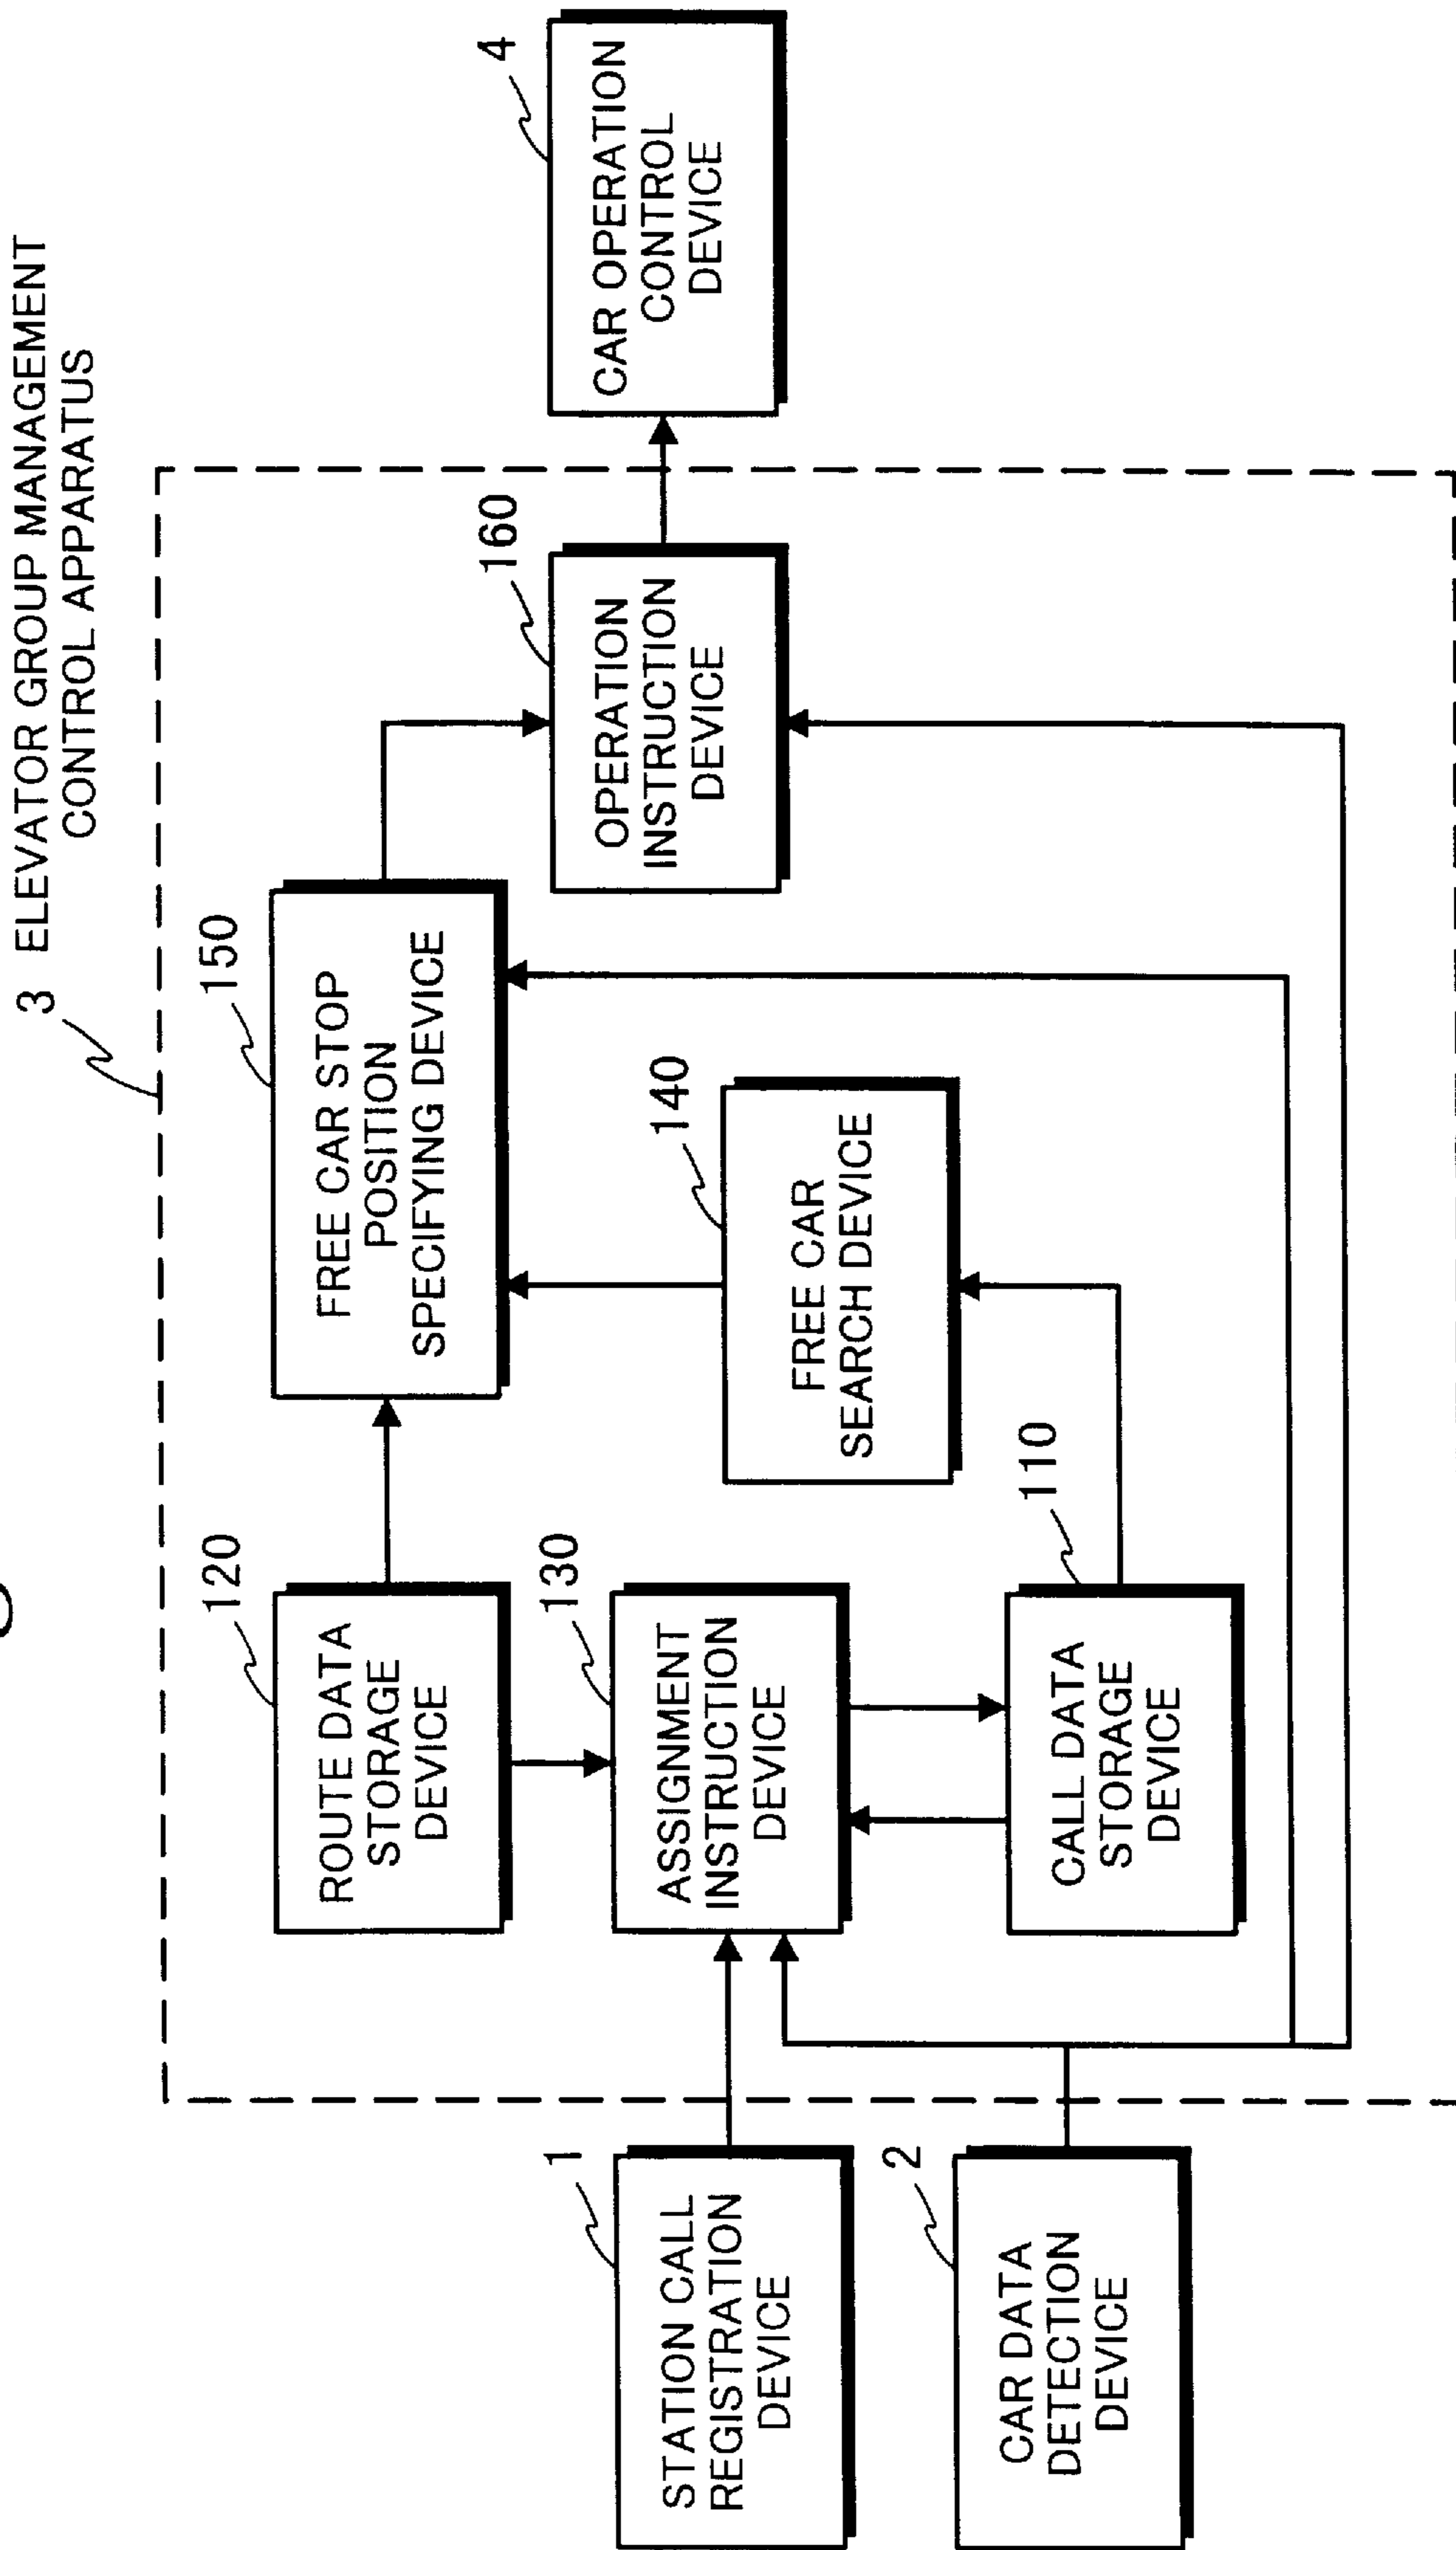 3 ELEVATOR GROUP MANAGEMENT
CONTROL APPARATUS
120
ROUTE DATA
STORAGE
DEVICE
150
FREE CAR STOP
POSITION
SPECIFYING DEVICE
1
STATION CALL
REGISTRATION
DEVICE
130
ASSIGNMENT
INSTRUCTION
DEVICE
140
FREE CAR
SEARCH DEVICE
160
OPERATION
INSTRUCTION
DEVICE
4
CAR OPERATION
CONTROL
DEVICE
2
CAR DATA
DETECTION
DEVICE
110
CALL DATA
STORAGE
DEVICE